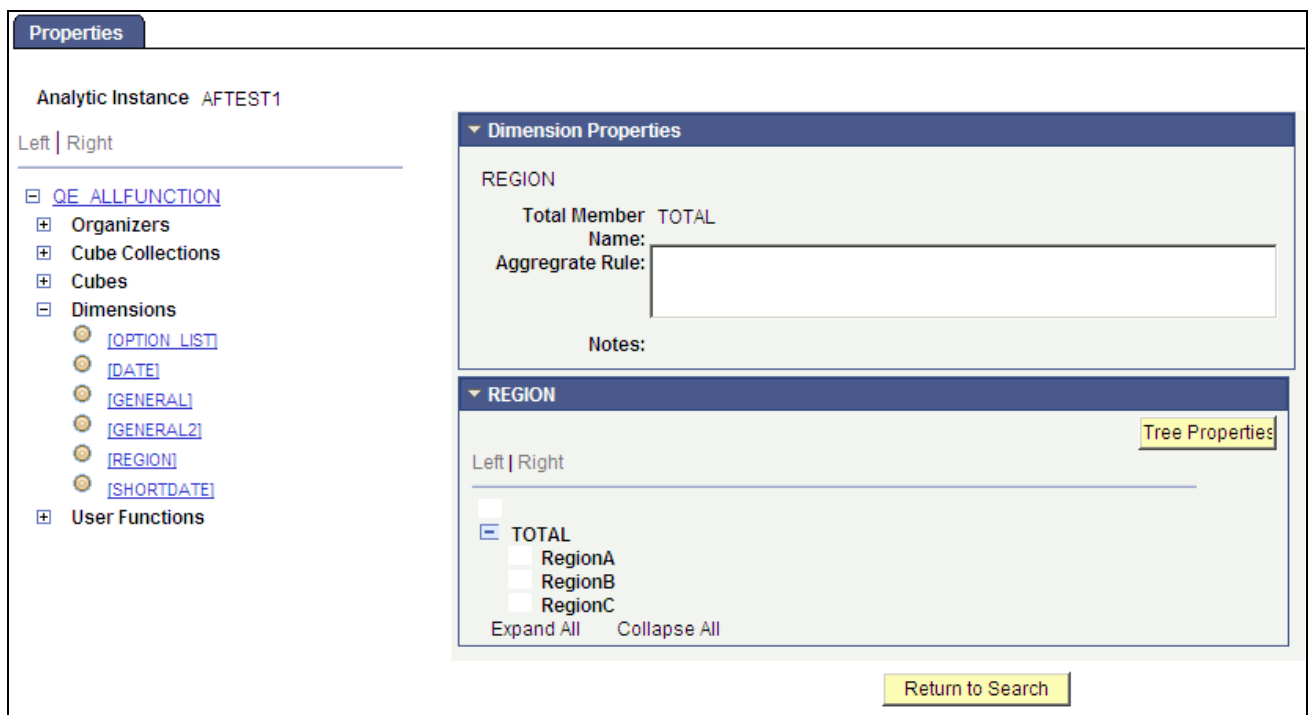 Properties
Analytic Instance AFTEST1
Left | Right
QE_ALLFUNCTION
Organizers
Cube Collections
Cubes
Dimensions
[OPTION_LIST]
[DATE]
[GENERAL]
[GENERAL2]
[REGION]
[SHORTDATE]
User Functions
Dimension Properties
REGION
Total Member TOTAL
Name:
Aggregrate Rule:
Notes:
REGION
Tree Properties
Left | Right
TOTAL
RegionA
RegionB
RegionC
Expand All Collapse All
Return to Search